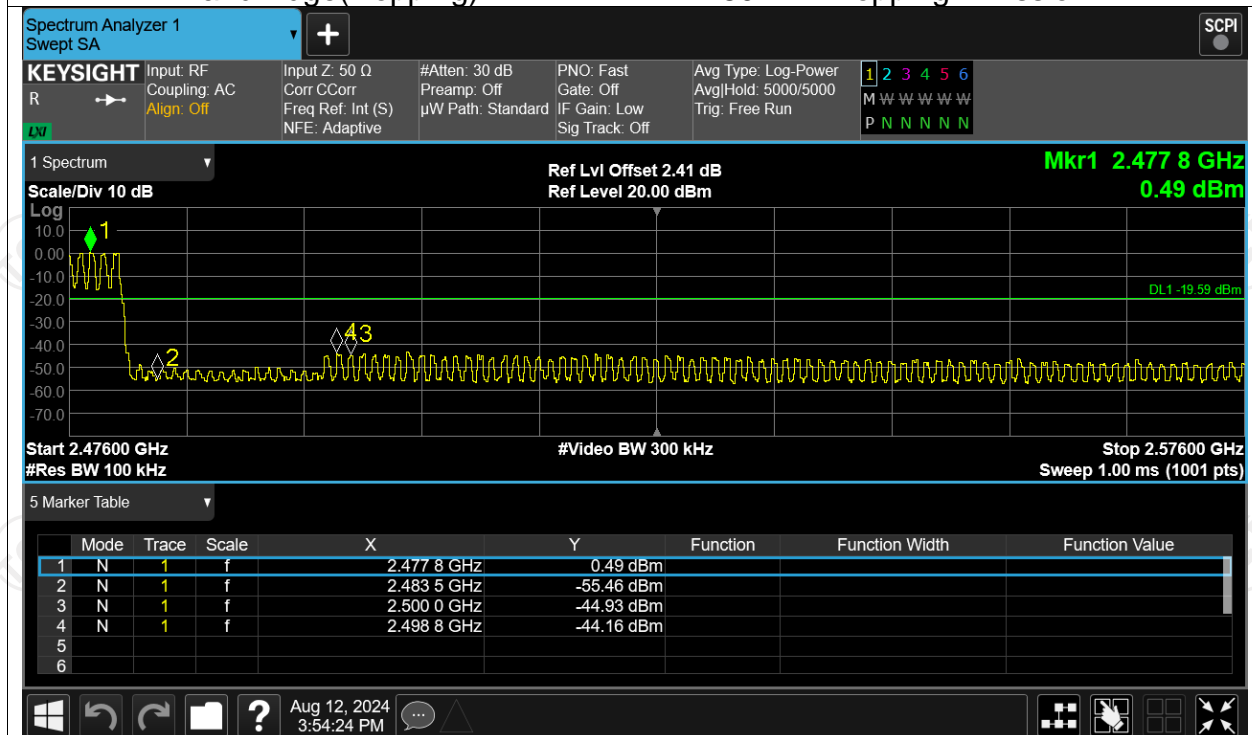 Spectrum Analyzer 1
Swept SA
+
SCPI
KEYSIGHT
R
LXI
Input: RF
Coupling: AC
Align: Off
Input Z: 50 Ω
Corr CCorr
Freq Ref: Int (S)
NFE: Adaptive
#Atten: 30 dB
Preamp: Off
µW Path: Standard
PNO: Fast
Gate: Off
IF Gain: Low
Sig Track: Off
Avg Type: Log-Power
Avg|Hold: 5000/5000
Trig: Free Run
1 2 3 4 5 6
M W W W W W
P N N N N N
1 Spectrum
Scale/Div 10 dB
Ref Lvl Offset 2.41 dB
Ref Level 20.00 dBm
Mkr1 2.477 8 GHz
0.49 dBm
Log
10.0
0.00
-10.0
-20.0
-30.0
-40.0
-50.0
-60.0
-70.0
1
DL1 -19.59 dBm
2
4 3
Start 2.47600 GHz
#Res BW 100 kHz
#Video BW 300 kHz
Stop 2.57600 GHz
Sweep 1.00 ms (1001 pts)
5 Marker Table
Mode Trace Scale X Y Function Function Width Function Value
1 N 1 f 2.477 8 GHz 0.49 dBm
2 N 1 f 2.483 5 GHz -55.46 dBm
3 N 1 f 2.500 0 GHz -44.93 dBm
4 N 1 f 2.498 8 GHz -44.16 dBm
5
6
?
Aug 12, 2024
3:54:24 PM